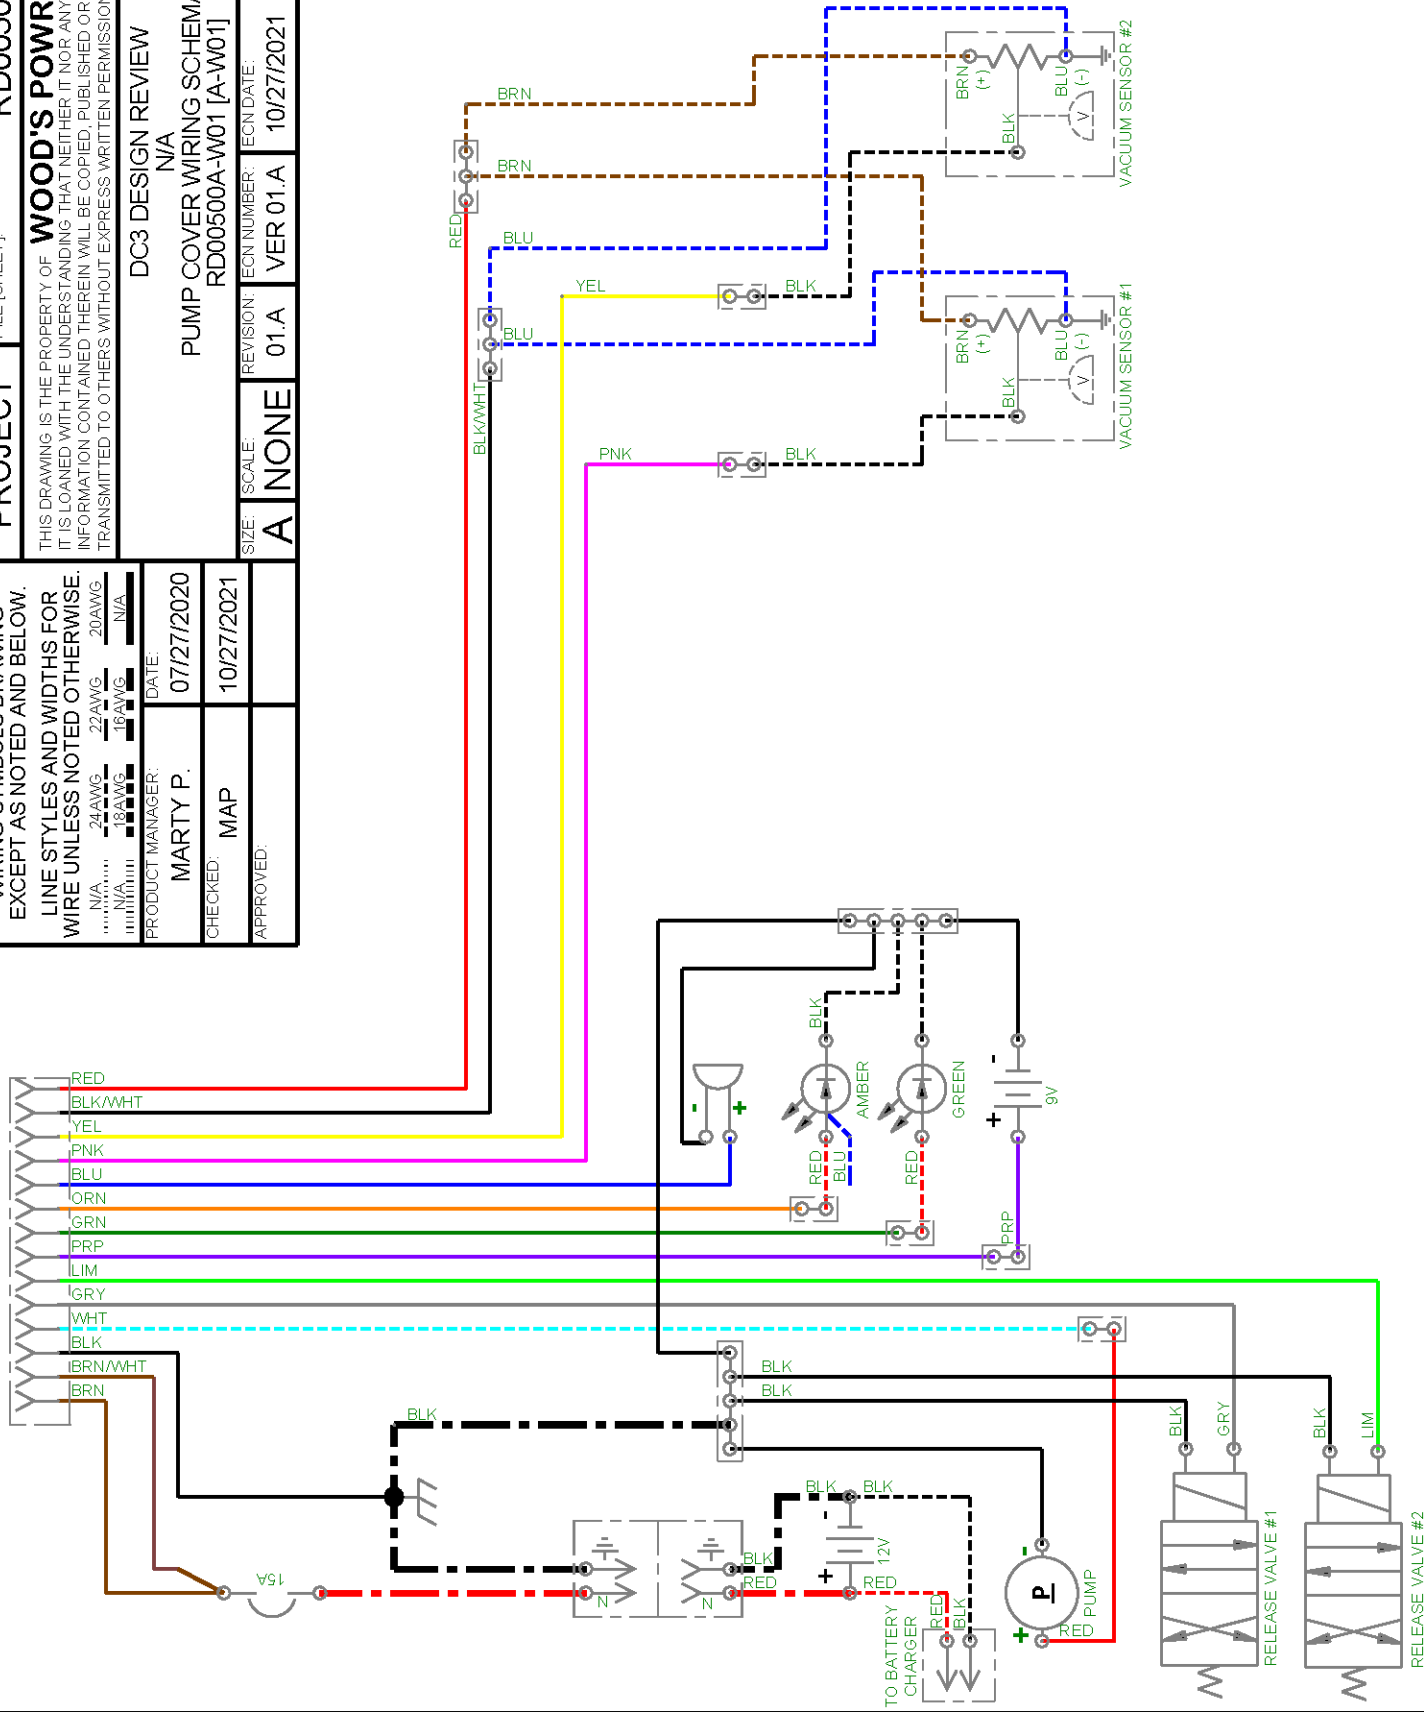 PROJECT
THIS DRAWING IS THE PROPERTY OF WOOD'S POWR
IT IS LOANED WITH THE UNDERSTANDING THAT NEITHER IT NOR ANY
INFORMATION CONTAINED THEREIN WILL BE COPIED, PUBLISHED OR
TRANSMITTED TO OTHERS WITHOUT EXPRESS WRITTEN PERMISSION
DC3 DESIGN REVIEW
N/A
PUMP COVER WIRING SCHEMA
RD00500A-W01 [A-W01]
SIZE:
A
SCALE:
NONE
REVISION:
01.A
ECN NUMBER:
VER 01.A
ECN DATE:
10/27/2021
EXCEPT AS NOTED AND BELOW.
LINE STYLES AND WIDTHS FOR
WIRE UNLESS NOTED OTHERWISE.
N/A 24AWG 22AWG 20AWG
N/A 18AWG 16AWG N/A
PRODUCT MANAGER:
MARTY P.
DATE:
07/27/2020
CHECKED:
MAP
10/27/2021
APPROVED:
BRN
BRN
RED
BLU
BLU
BLK/WHT
YEL
BLK
PNK
BLK
BRN
(+)
BLU
(-)
BLK
V
VACUUM SENSOR #2
BRN
(+)
BLU
(-)
BLK
V
VACUUM SENSOR #1
RED
BLK/WHT
YEL
PNK
BLU
ORN
GRN
PRP
LIM
GRY
WHT
BLK
BRN/WHT
BRN
-
+
BLK
AMBER
RED
BLU
GREEN
RED
-
+
9V
PRP
BLK
BLK
BLK
15A
N
N
BLK
RED
BLK
BLK
-
+
12V
RED
RED
BLK
TO BATTERY
CHARGER
-
+
P
PUMP
RED
BLK
GRY
RELEASE VALVE #1
BLK
LIM
RELEASE VALVE #2